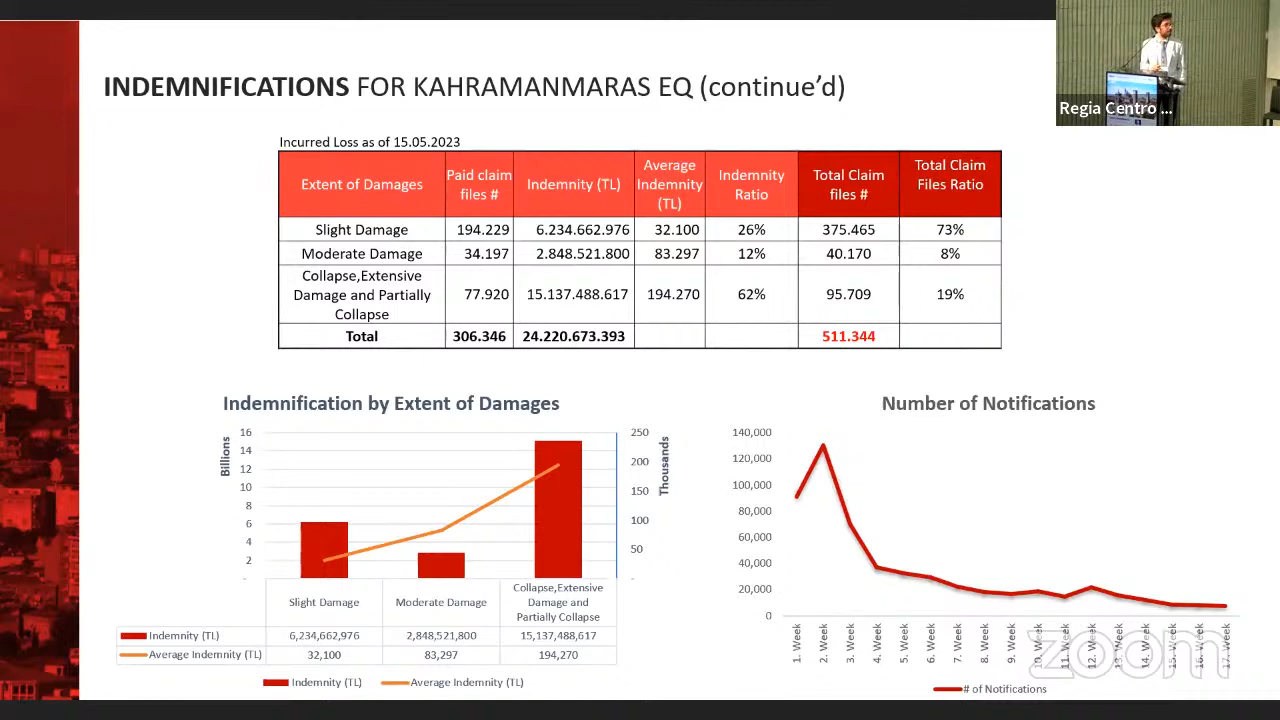 INDEMNIFICATIONS FOR KAHRAMANMARAS EQ (continue’d)
Regia Centro ...
Incurred Loss as of 15.05.2023
Extent of Damages Paid claim files # Indemnity (TL) Average Indemnity (TL) Indemnity Ratio Total Claim files # Total Claim Files Ratio
Slight Damage 194.229 6.234.662.976 32.100 26% 375.465 73%
Moderate Damage 34.197 2.848.521.800 83.297 12% 40.170 8%
Collapse,Extensive Damage and Partially Collapse 77.920 15.137.488.617 194.270 62% 95.709 19%
Total 306.346 24.220.673.393 511.344
Indemnification by Extent of Damages
Billions
16
14
12
10
8
6
4
2
-
250
200
150
100
50
-
Thousands
Slight Damage Moderate Damage Collapse,Extensive Damage and Partially Collapse
Indemnity (TL) 6,234,662,976 2,848,521,800 15,137,488,617
Average Indemnity (TL) 32,100 83,297 194,270
Indemnity (TL) Average Indemnity (TL)
Number of Notifications
140,000
120,000
100,000
80,000
60,000
40,000
20,000
0
1. Week
2. Week
3. Week
4. Week
5. Week
6. Week
7. Week
8. Week
9. Week
10. Week
11. Week
12. Week
13. Week
14. Week
15. Week
16. Week
17. Week
# of Notifications
zoom